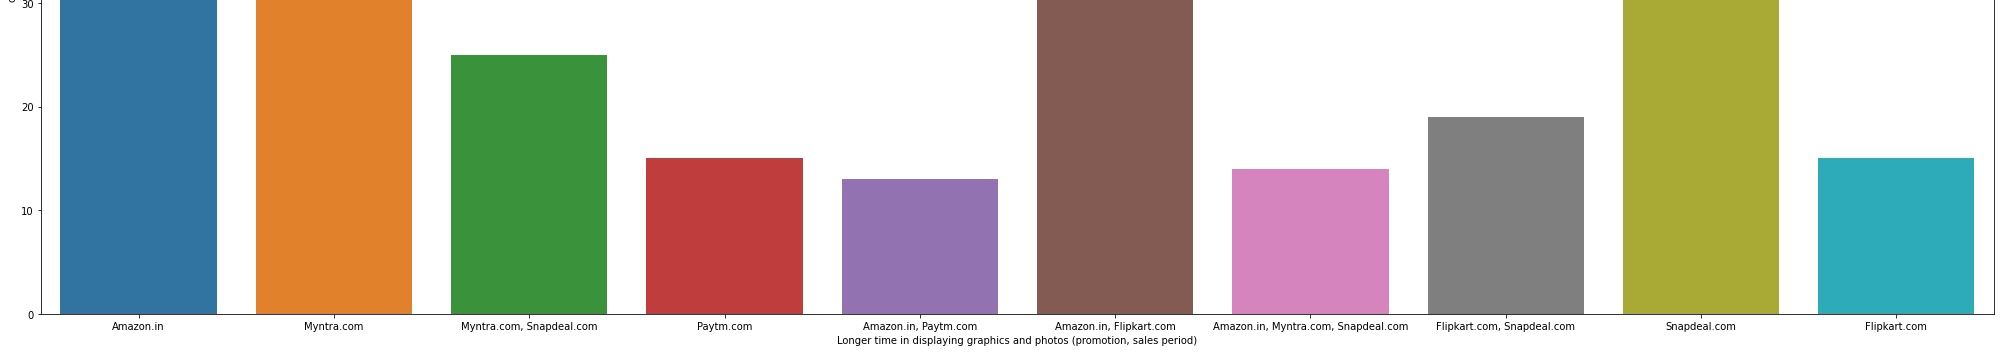 30
20
10
0
Amazon.in Myntra.com Myntra.com, Snapdeal.com Paytm.com Amazon.in, Paytm.com Amazon.in, Flipkart.com Amazon.in, Myntra.com, Snapdeal.com Flipkart.com, Snapdeal.com Snapdeal.com Flipkart.com
Longer time in displaying graphics and photos (promotion, sales period)